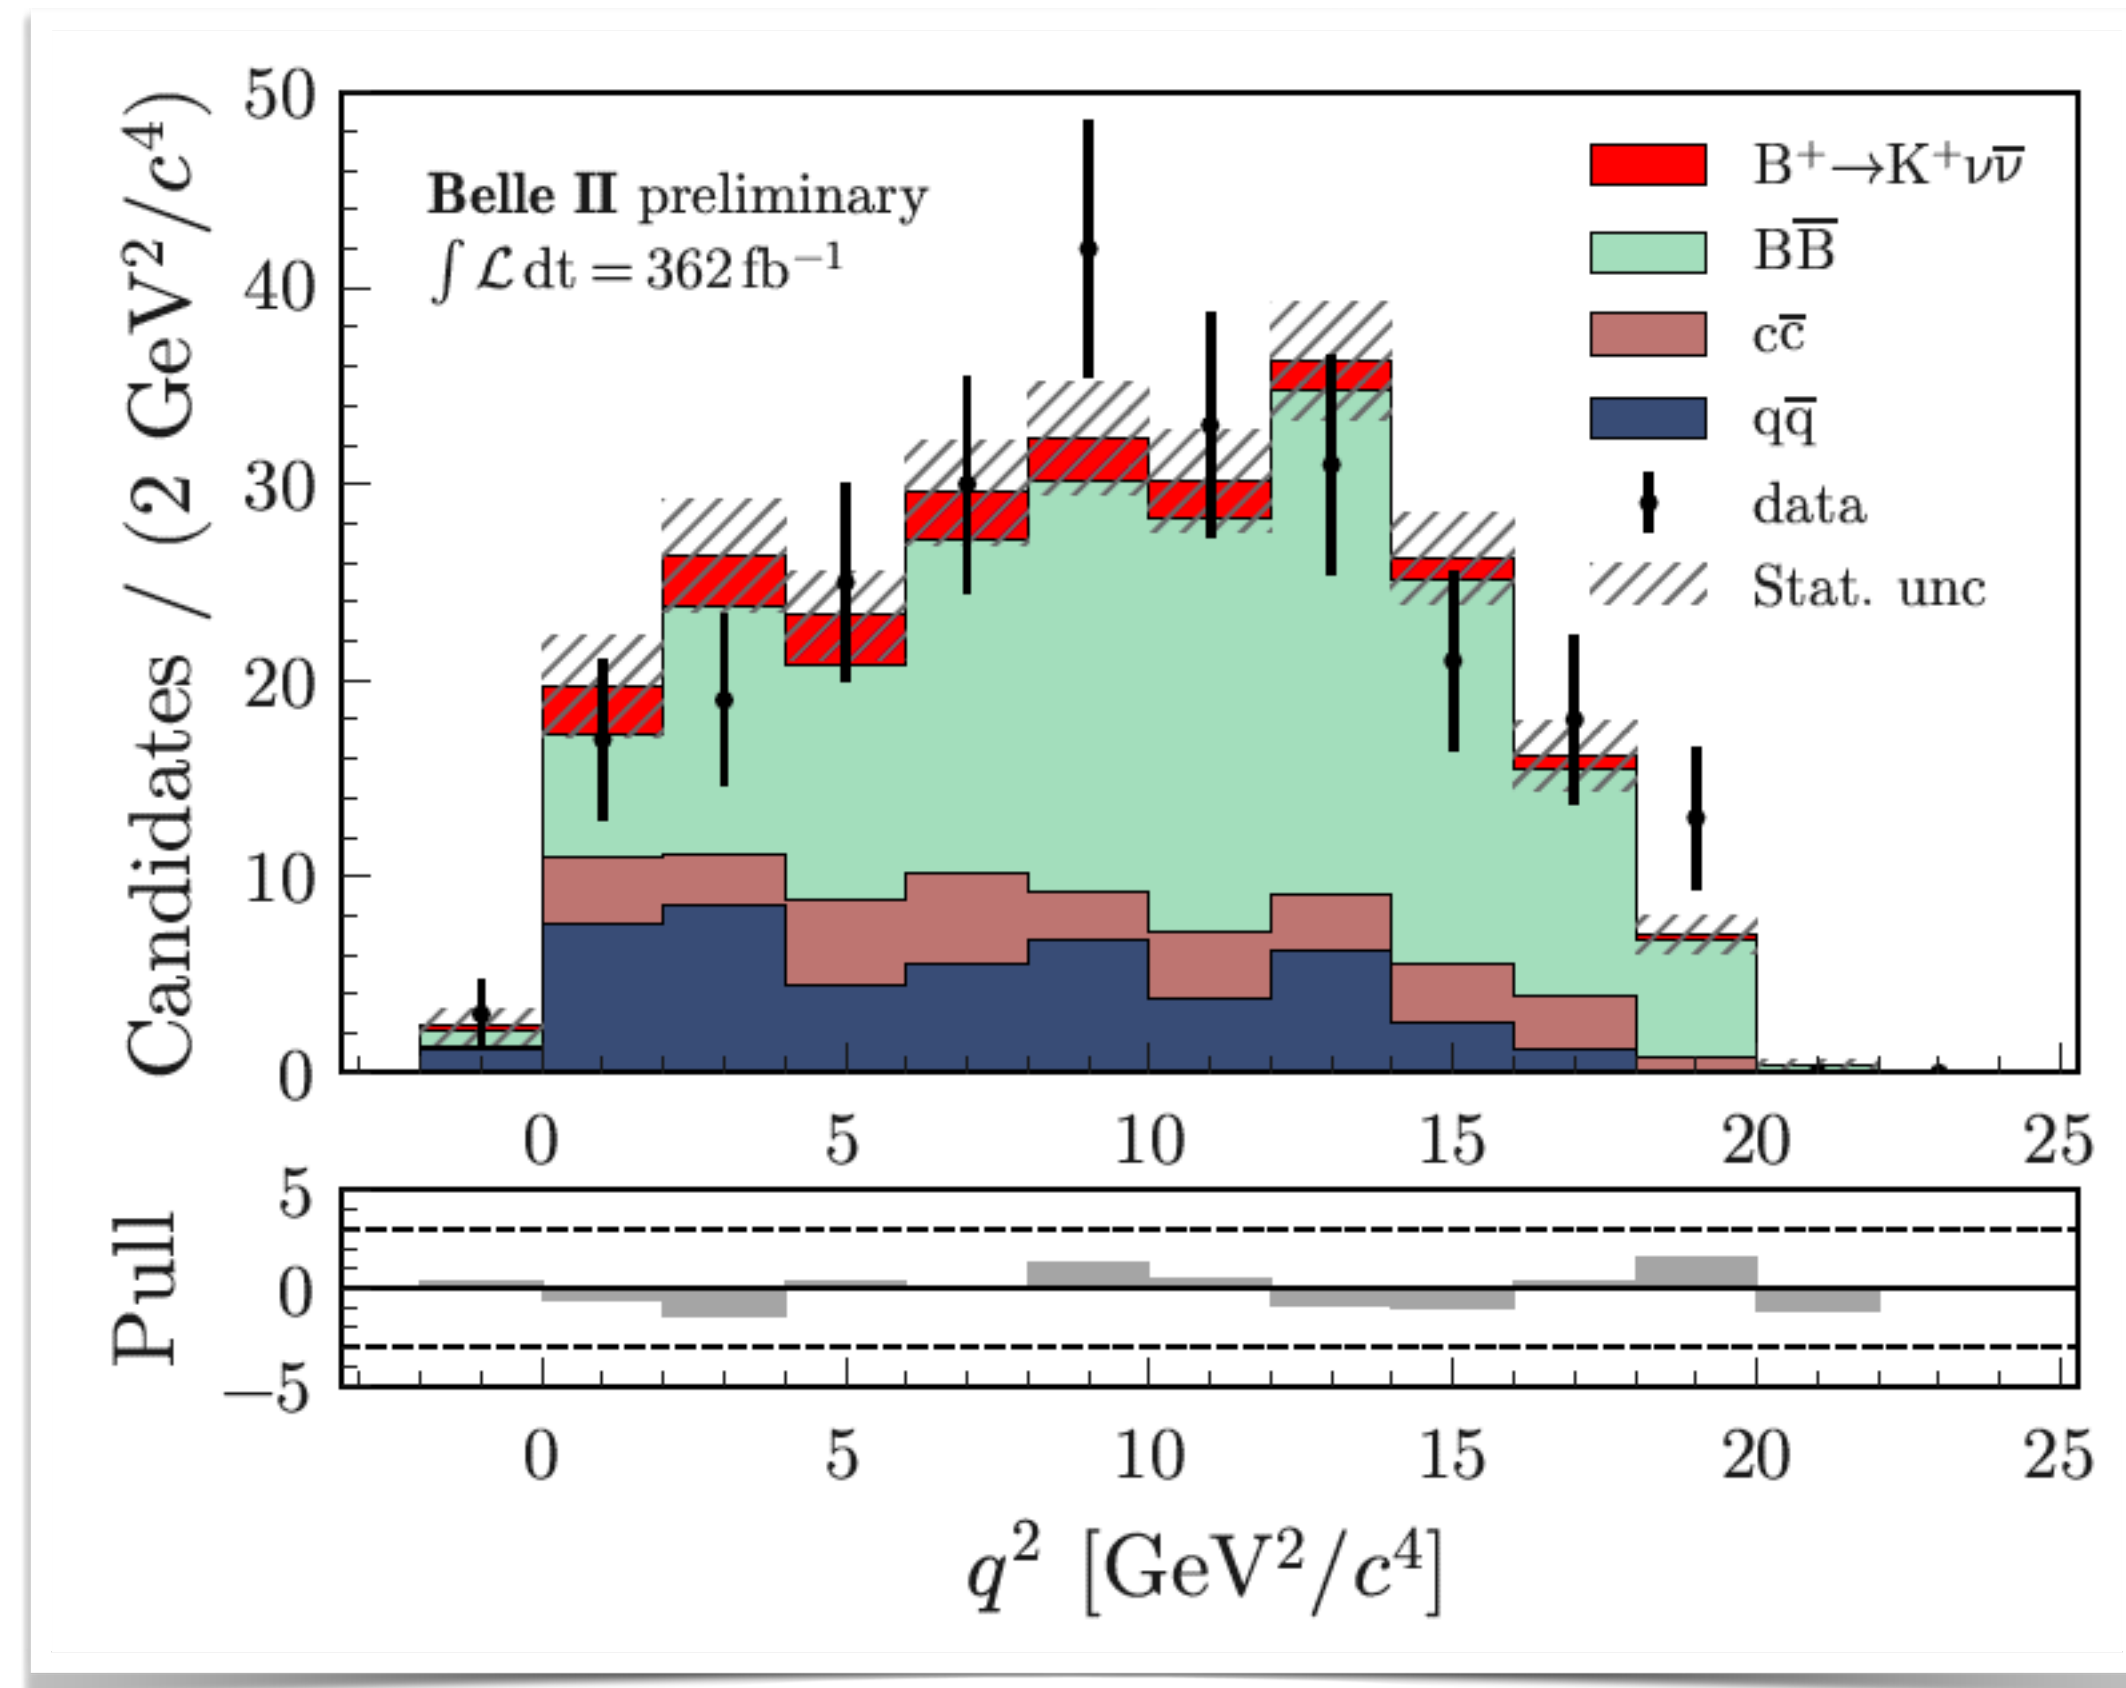 Candidates / (2 GeV²/c⁴)
50
40
30
20
10
0
Belle II preliminary
∫ ℒ dt = 362 fb⁻¹
B⁺→K⁺νν̅
BB̅
cc̅
qq̅
data
Stat. unc
0 5 10 15 20 25
Pull
5
0
−5
0 5 10 15 20 25
q² [GeV²/c⁴]